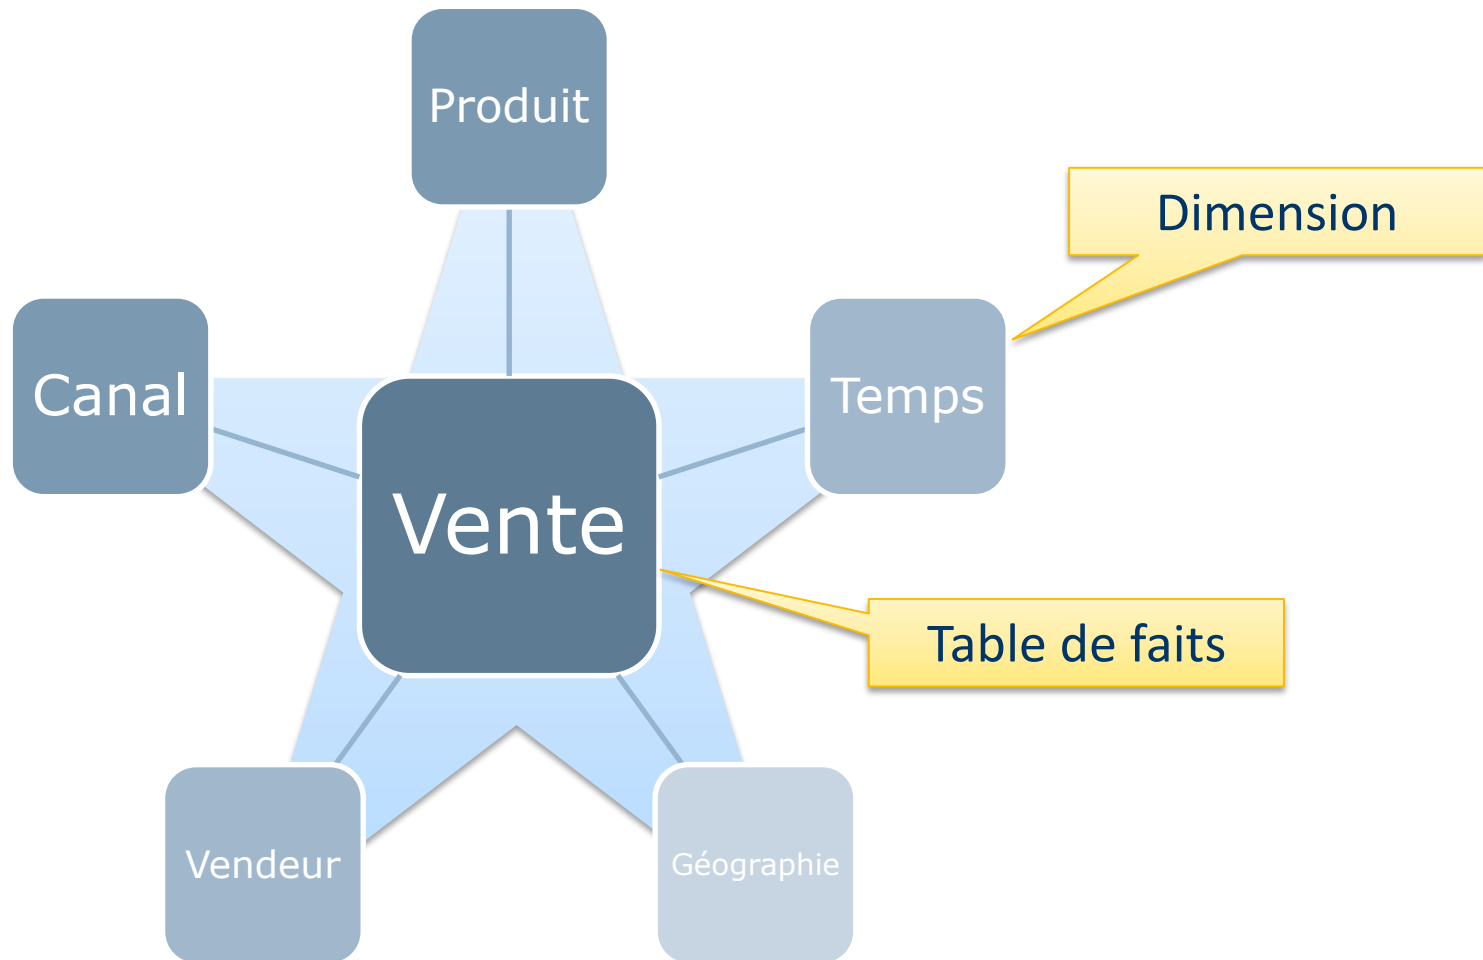 Produit
Dimension
Canal
Temps
Vente
Table de faits
Vendeur
Géographie